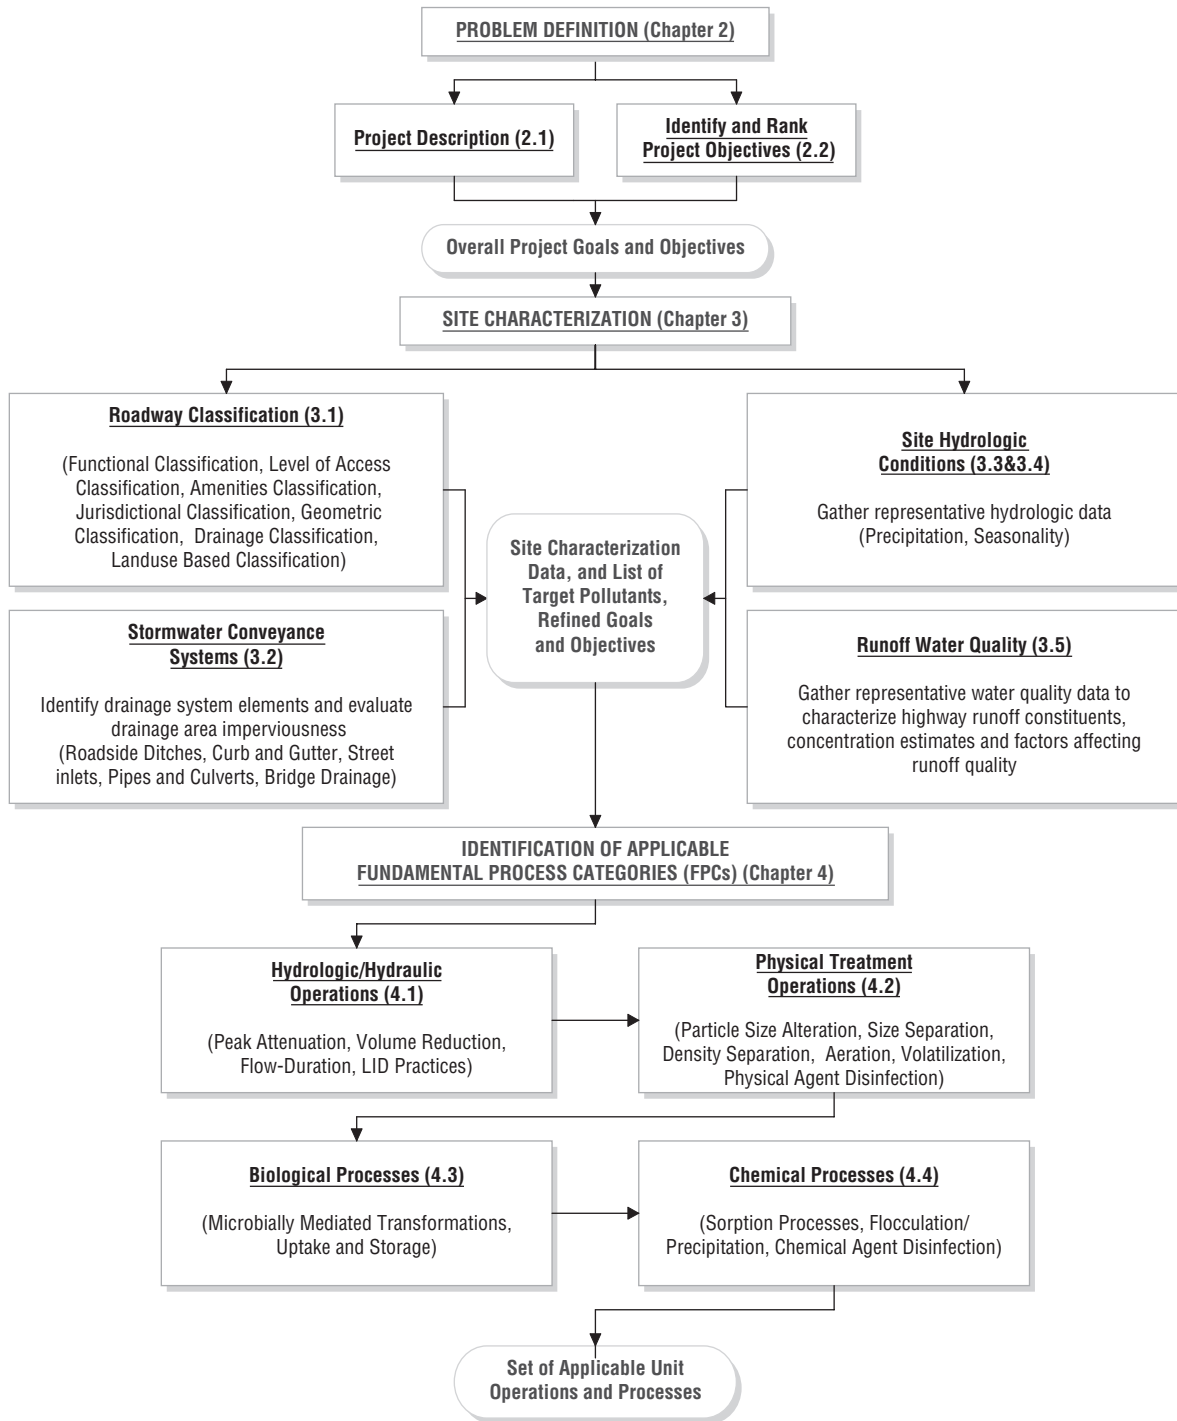 PROBLEM DEFINITION (Chapter 2)
Project Description (2.1)
Identify and Rank
Project Objectives (2.2)
Overall Project Goals and Objectives
SITE CHARACTERIZATION (Chapter 3)
Roadway Classification (3.1)
(Functional Classification, Level of Access
Classification, Amenities Classification,
Jurisdictional Classification, Geometric
Classification, Drainage Classification,
Landuse Based Classification)
Site Hydrologic
Conditions (3.3&3.4)
Gather representative hydrologic data
(Precipitation, Seasonality)
Site Characterization
Data, and List of
Target Pollutants,
Refined Goals
and Objectives
Stormwater Conveyance
Systems (3.2)
Identify drainage system elements and evaluate
drainage area imperviousness
(Roadside Ditches, Curb and Gutter, Street
inlets, Pipes and Culverts, Bridge Drainage)
Runoff Water Quality (3.5)
Gather representative water quality data to
characterize highway runoff constituents,
concentration estimates and factors affecting
runoff quality
IDENTIFICATION OF APPLICABLE
FUNDAMENTAL PROCESS CATEGORIES (FPCs) (Chapter 4)
Hydrologic/Hydraulic
Operations (4.1)
(Peak Attenuation, Volume Reduction,
Flow-Duration, LID Practices)
Physical Treatment
Operations (4.2)
(Particle Size Alteration, Size Separation,
Density Separation, Aeration, Volatilization,
Physical Agent Disinfection)
Biological Processes (4.3)
(Microbially Mediated Transformations,
Uptake and Storage)
Chemical Processes (4.4)
(Sorption Processes, Flocculation/
Precipitation, Chemical Agent Disinfection)
Set of Applicable Unit
Operations and Processes